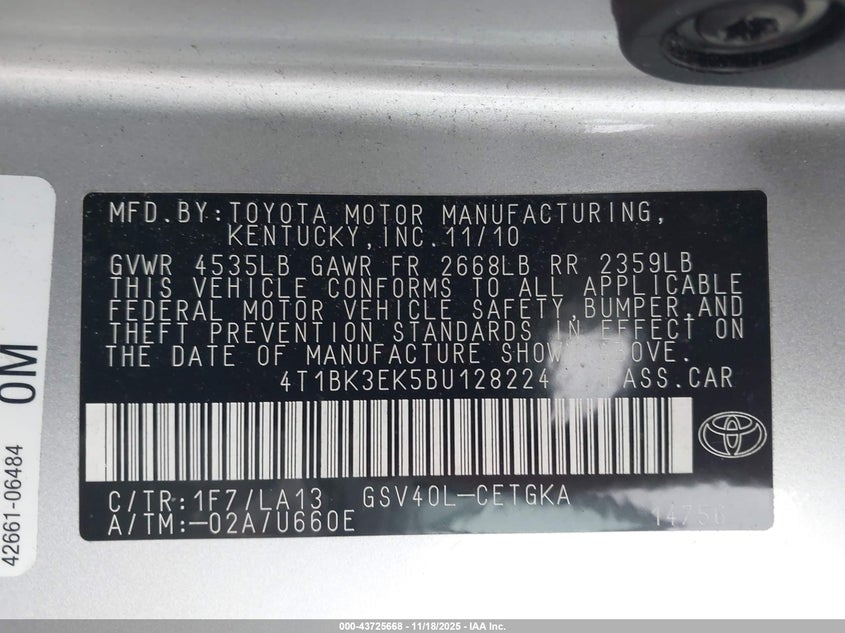 MFD.BY:TOYOTA MOTOR MANUFACTURING,
KENTUCKY,INC.11/10
GVWR 4535LB GAWR FR 2668LB RR 2359LB
THIS VEHICLE CONFORMS TO ALL APPLICABLE
FEDERAL MOTOR VEHICLE SAFETY,BUMPER,AND
THEFT PREVENTION STANDARDS IN EFFECT ON
THE DATE OF MANUFACTURE SHOWN ABOVE.
4T1BK3EK5BU128224 PASS.CAR
C/TR:1F7/LA13 GSV40L-CETGKA
A/TM:-02A/U660E
42661-06484
OM
000-43725668 - 11/18/2025 - IAA Inc.